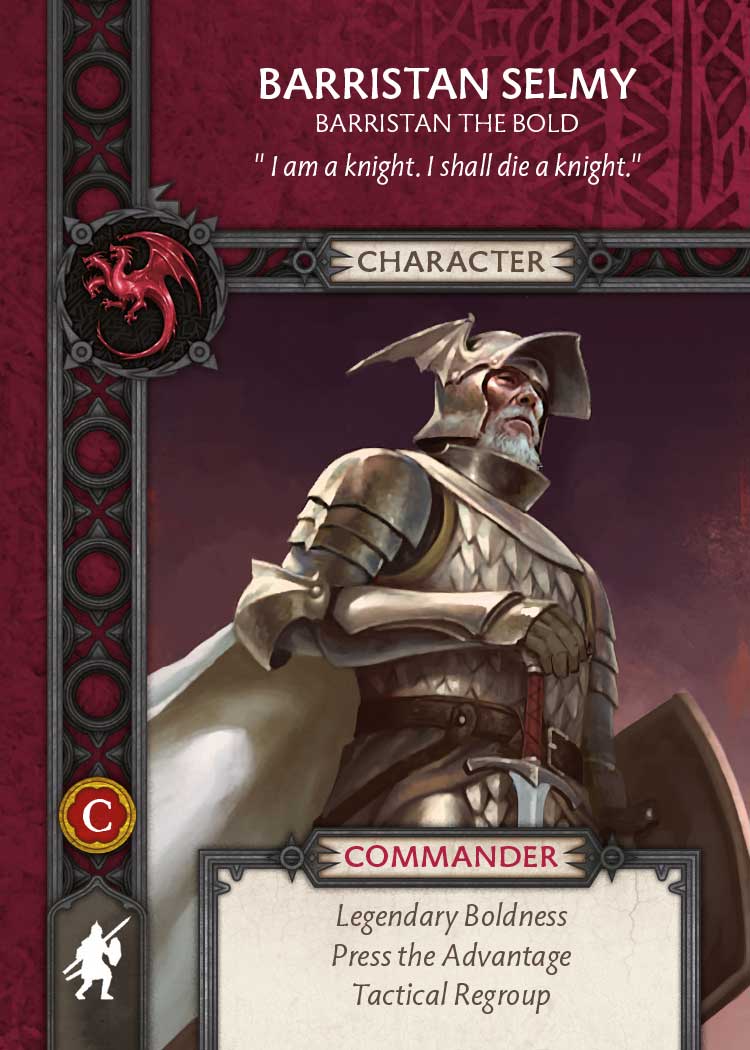 BARRISTAN SELMY
BARRISTAN THE BOLD
" I am a knight. I shall die a knight."
CHARACTER
C
COMMANDER
Legendary Boldness
Press the Advantage
Tactical Regroup